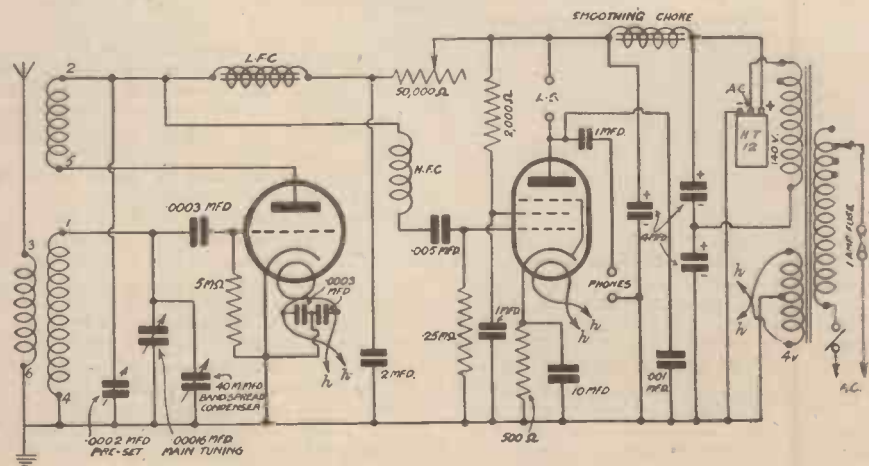 SMOOTHING CHOKE
2
L.F.C
50,000Ω
2,000Ω
L.S.
A.C.
- +
H T
12
140 V.
1MFD.
H.F.C
5
.0003 MFD
.0003
MFD
5MΩ
1
3
6
4
.005 MFD.
.25MΩ
1MFD.
+
-
+
-
+
-
4MFD.
PHONES
1 AMP FUSE
h
h
h
h
h
h
4v
A.C.
.0002 MFD
PRE-SET
.00016 MFD.
MAIN TUNING
40 M.MFD
BANDSPREAD
CONDENSER
2 MFD.
500 Ω
10 MFD
.001
MFD.